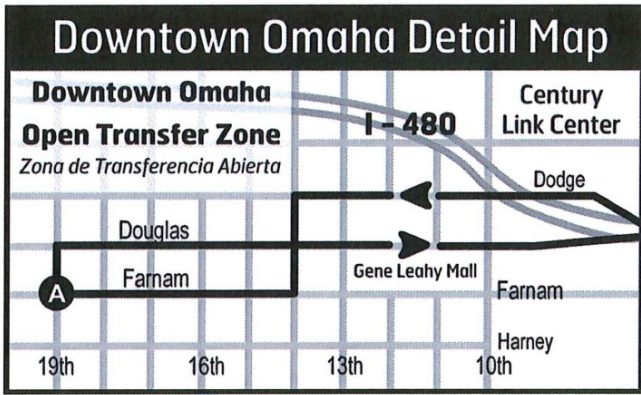 Downtown Omaha Detail Map
Downtown Omaha
Open Transfer Zone
Zona de Transferencia Abierta
I - 480
Century
Link Center
Dodge
Douglas
Gene Leahy Mall
A
Farnam
Farnam
Harney
19th
16th
13th
10th